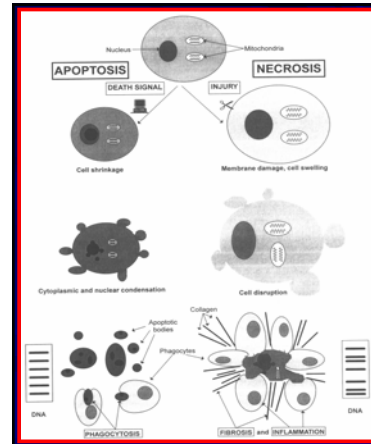 Nucleus
Mitochondria
APOPTOSIS
NECROSIS
DEATH SIGNAL
INJURY
Cell shrinkage
Membrane damage, cell swelling
Cytoplasmic and nuclear condensation
Cell disruption
Collagen
Apoptotic
bodies
Phagocytes
DNA
DNA
PHAGOCYTOSIS
FIBROSIS and INFLAMMATION